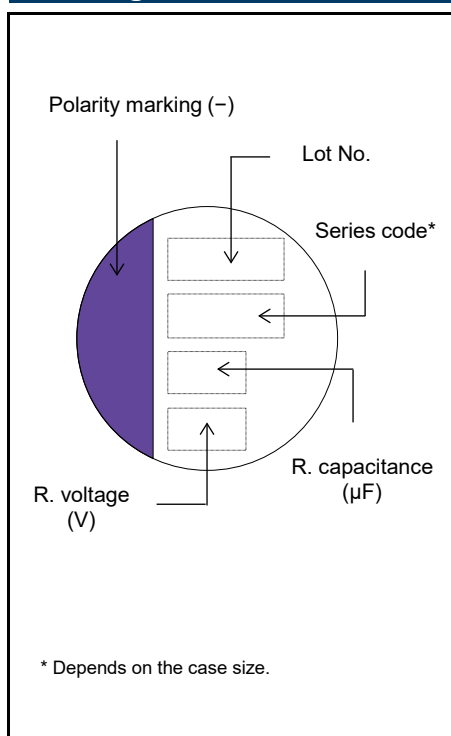 Polarity marking (−)
Lot No.
Series code*
R. capacitance
(µF)
R. voltage
(V)
* Depends on the case size.